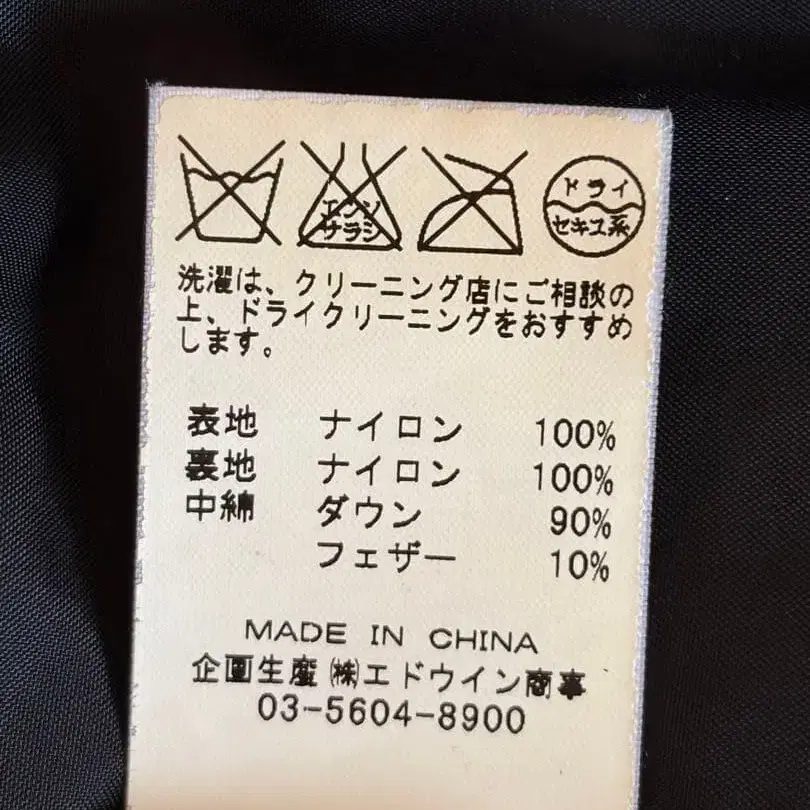 エンソ
サラシ
ドライ
セキユ系
洗濯は、クリーニング店にご相談の
上、ドライクリーニングをおすすめ
します。
表地 ナイロン 100%
裏地 ナイロン 100%
中綿 ダウン 90%
フェザー 10%
MADE IN CHINA
企画生産 ㈱エドウイン商事
03-5604-8900